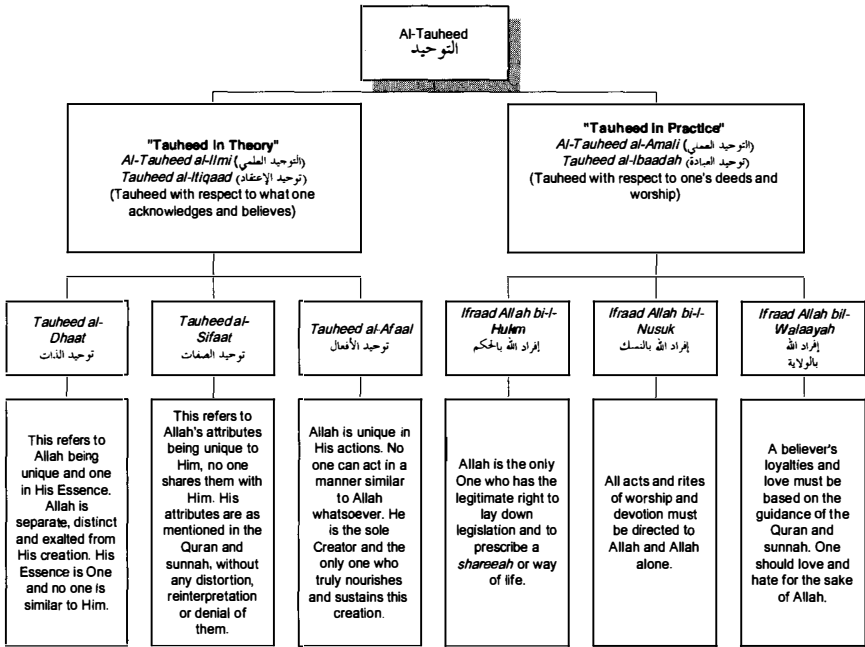 Al-Tauheed
التوحيد
"Tauheed in Theory"
Al-Tauheed al-Ilmi (التوحيد العلمي)
Tauheed al-Itiqaad (توحيد الإعتقاد)
(Tauheed with respect to what one
acknowledges and believes)
"Tauheed in Practice"
Al-Tauheed al-Amali (التوحيد العملي)
Tauheed al-Ibaadah (توحيد العبادة)
(Tauheed with respect to one's deeds and
worship)
Tauheed al-
Dhaat
توحيد الذات
Tauheed al-
Sifaat
توحيد الصفات
Tauheed al-Afaal
توحيد الأفعال
Ifraad Allah bi-l-
Hukm
إفراد الله بالحكم
Ifraad Allah bi-l-
Nusuk
إفراد الله بالنسك
Ifraad Allah bil-
Walaayah
إفراد الله
بالولاية
This refers to
Allah being
unique and one
in His Essence.
Allah is
separate, distinct
and exalted from
His creation. His
Essence is One
and no one is
similar to Him.
This refers to
Allah's attributes
being unique to
Him, no one
shares them with
Him. His
attributes are as
mentioned in the
Quran and
sunnah, without
any distortion,
reinterpretation
or denial of
them.
Allah is unique in
His actions. No
one can act in a
manner similar to
Allah
whatsoever. He
is the sole
Creator and the
only one who
truly nourishes
and sustains this
creation.
Allah is the only
One who has the
legitimate right to
lay down
legislation and to
prescribe a
shareeah or way
of life.
All acts and rites
of worship and
devotion must
be directed to
Allah and Allah
alone.
A believer's
loyalties and
love must be
based on the
guidance of the
Quran and
sunnah. One
should love and
hate for the sake
of Allah.